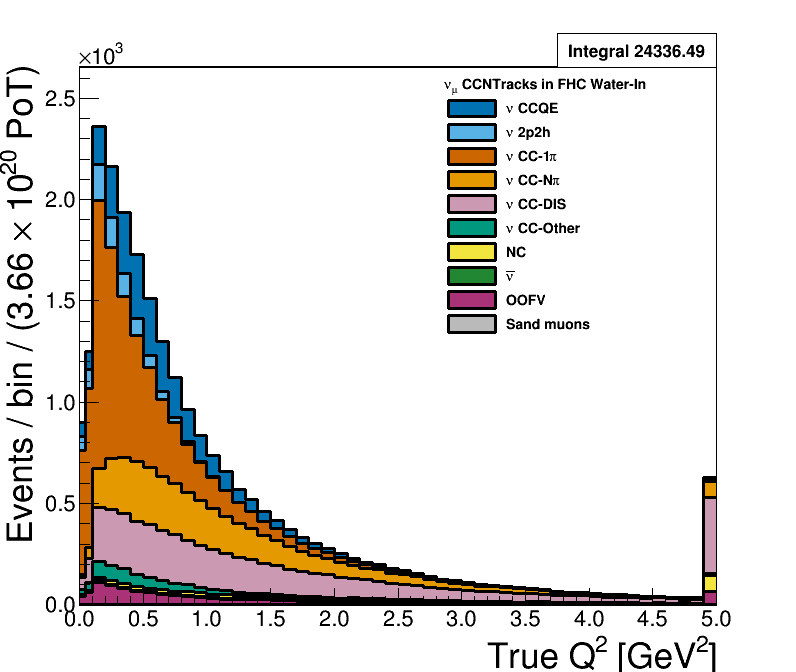 ×10³
Integral 24336.49
ν_μ CCNTracks in FHC Water-In
ν CCQE
ν 2p2h
ν CC-1π
ν CC-Nπ
ν CC-DIS
ν CC-Other
NC
ν̅
OOFV
Sand muons
Events / bin / (3.66 × 10²⁰ PoT)
2.5
2.0
1.5
1.0
0.5
0.0
0.0 0.5 1.0 1.5 2.0 2.5 3.0 3.5 4.0 4.5 5.0
True Q² [GeV²]